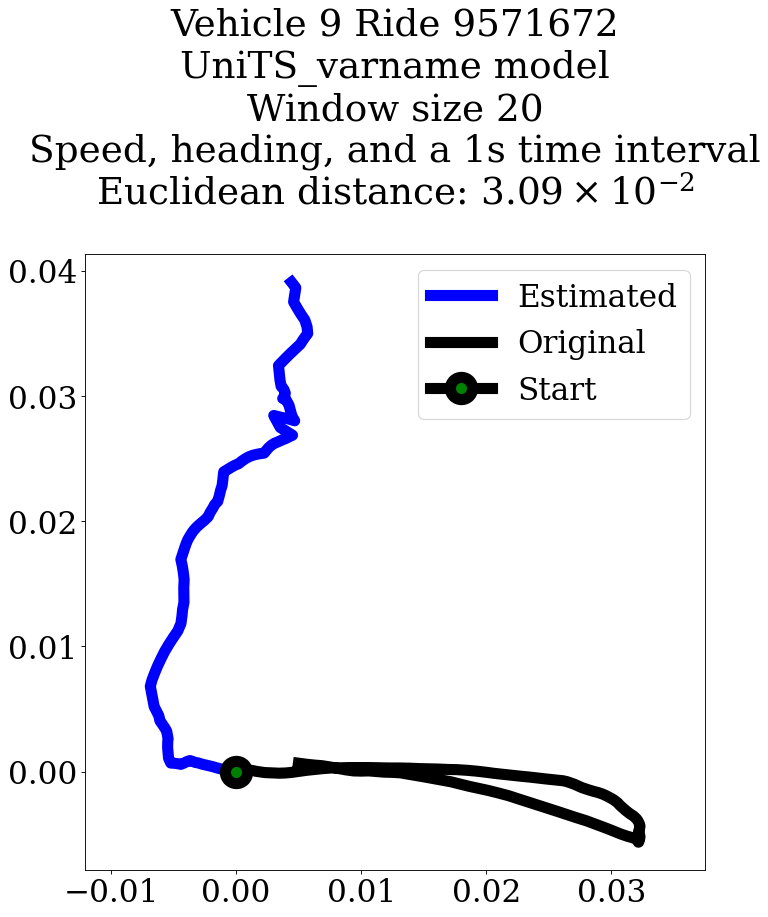 Vehicle 9 Ride 9571672
UniTS_varname model
Window size 20
Speed, heading, and a 1s time interval
Euclidean distance: 3.09 × 10⁻²
Estimated
Original
Start
0.04
0.03
0.02
0.01
0.00
−0.01 0.00 0.01 0.02 0.03